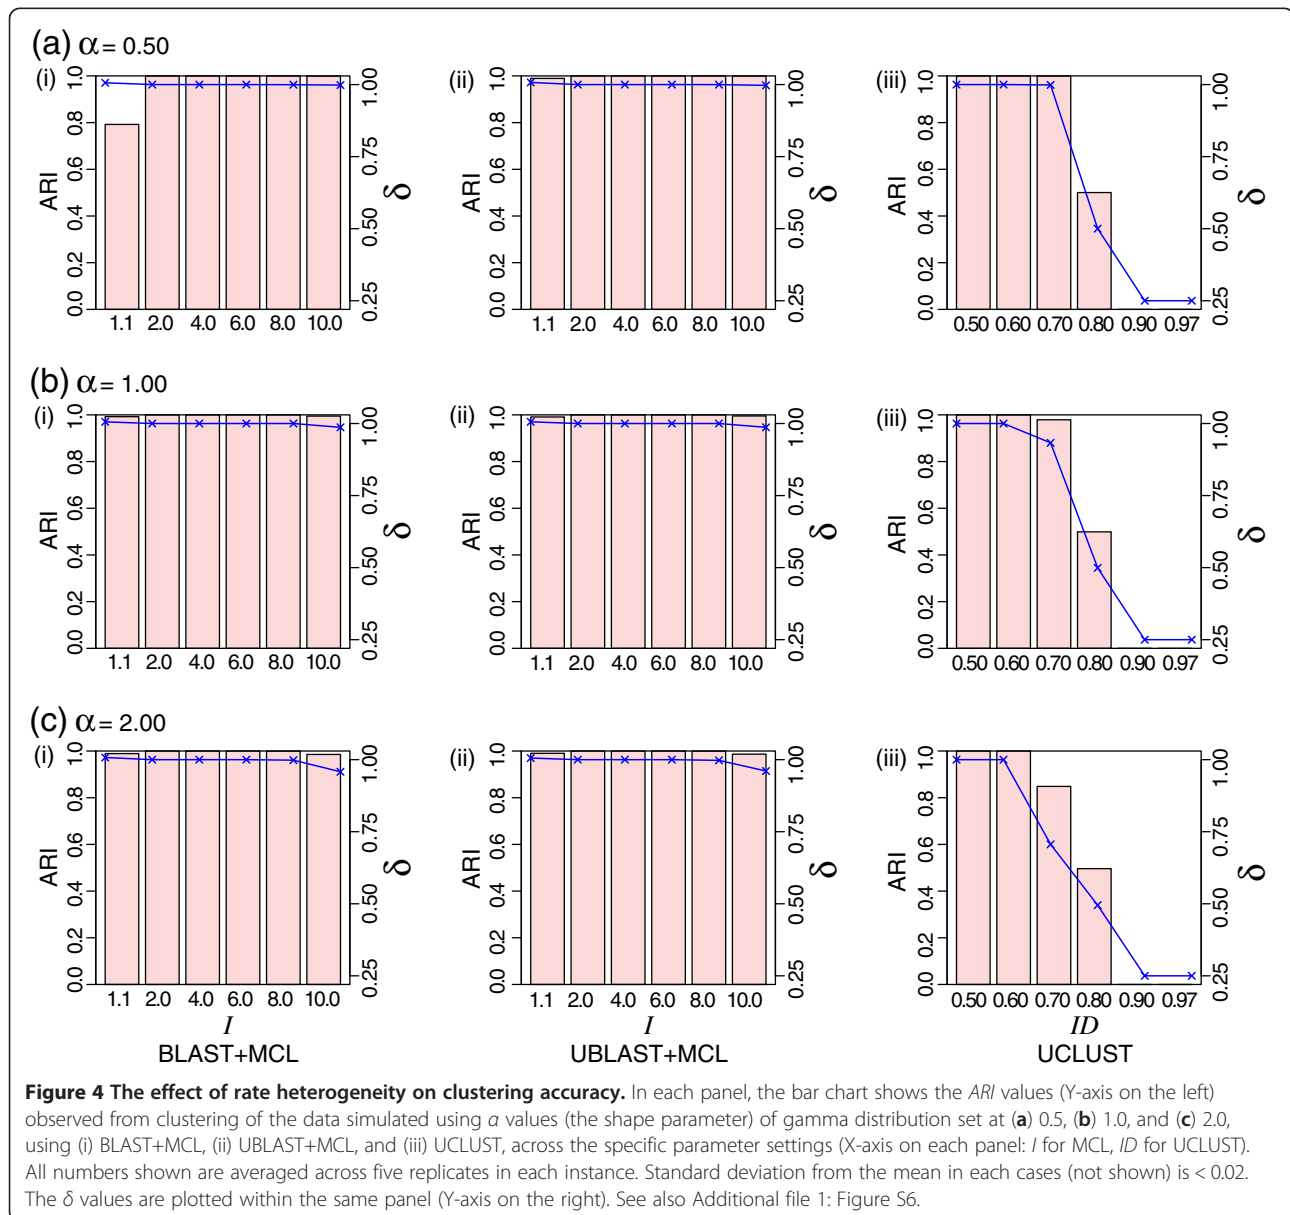 (a) α = 0.50
(i) (ii) (iii)
ARI 0.0 0.2 0.4 0.6 0.8 1.0 δ 0.25 0.50 0.75 1.00
ARI 0.0 0.2 0.4 0.6 0.8 1.0 δ 0.25 0.50 0.75 1.00
ARI 0.0 0.2 0.4 0.6 0.8 1.0 δ 0.25 0.50 0.75 1.00
1.1 2.0 4.0 6.0 8.0 10.0 1.1 2.0 4.0 6.0 8.0 10.0 0.50 0.60 0.70 0.80 0.90 0.97
(b) α = 1.00
(i) (ii) (iii)
ARI 0.0 0.2 0.4 0.6 0.8 1.0 δ 0.25 0.50 0.75 1.00
ARI 0.0 0.2 0.4 0.6 0.8 1.0 δ 0.25 0.50 0.75 1.00
ARI 0.0 0.2 0.4 0.6 0.8 1.0 δ 0.25 0.50 0.75 1.00
1.1 2.0 4.0 6.0 8.0 10.0 1.1 2.0 4.0 6.0 8.0 10.0 0.50 0.60 0.70 0.80 0.90 0.97
(c) α = 2.00
(i) (ii) (iii)
ARI 0.0 0.2 0.4 0.6 0.8 1.0 δ 0.25 0.50 0.75 1.00
ARI 0.0 0.2 0.4 0.6 0.8 1.0 δ 0.25 0.50 0.75 1.00
ARI 0.0 0.2 0.4 0.6 0.8 1.0 δ 0.25 0.50 0.75 1.00
1.1 2.0 4.0 6.0 8.0 10.0 1.1 2.0 4.0 6.0 8.0 10.0 0.50 0.60 0.70 0.80 0.90 0.97
I I ID
BLAST+MCL UBLAST+MCL UCLUST
Figure 4 The effect of rate heterogeneity on clustering accuracy. In each panel, the bar chart shows the ARI values (Y-axis on the left)
observed from clustering of the data simulated using α values (the shape parameter) of gamma distribution set at (a) 0.5, (b) 1.0, and (c) 2.0,
using (i) BLAST+MCL, (ii) UBLAST+MCL, and (iii) UCLUST, across the specific parameter settings (X-axis on each panel: I for MCL, ID for UCLUST).
All numbers shown are averaged across five replicates in each instance. Standard deviation from the mean in each cases (not shown) is < 0.02.
The δ values are plotted within the same panel (Y-axis on the right). See also Additional file 1: Figure S6.